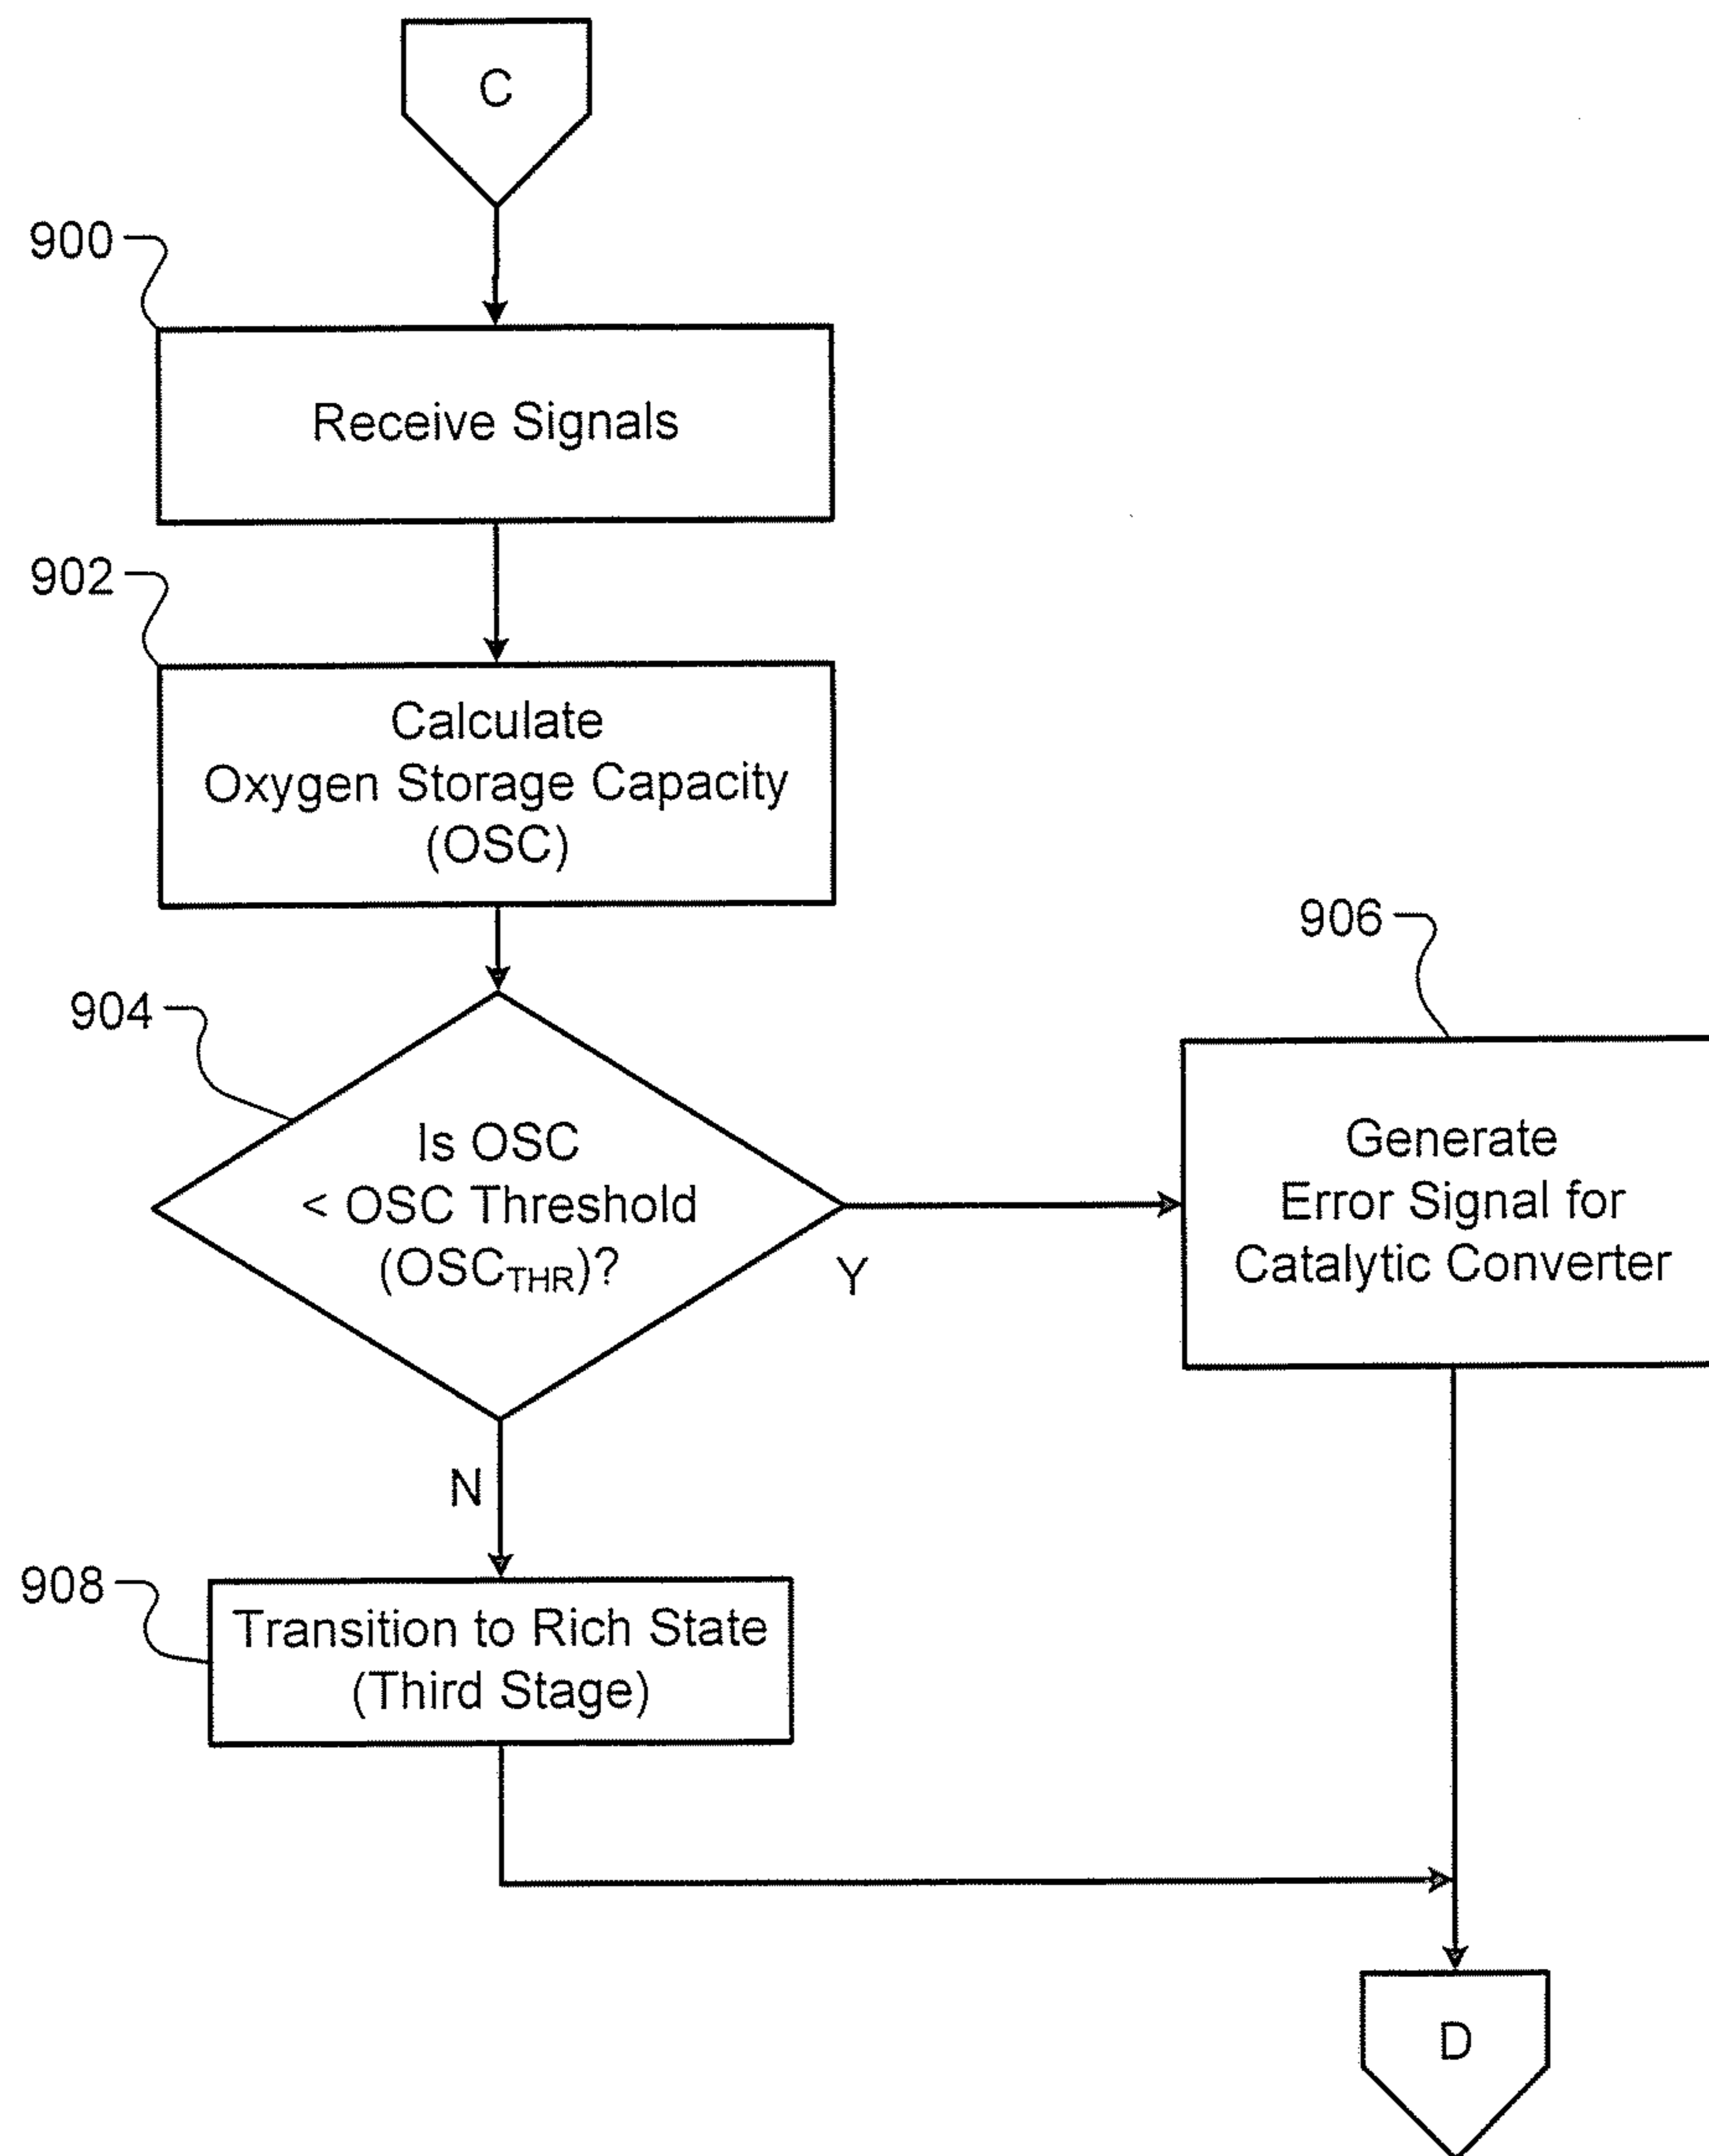 C
900
Receive Signals
902
Calculate
Oxygen Storage Capacity
(OSC)
904
Is OSC
< OSC Threshold
(OSCTHR)?
Y
906
Generate
Error Signal for
Catalytic Converter
N
908
Transition to Rich State
(Third Stage)
D